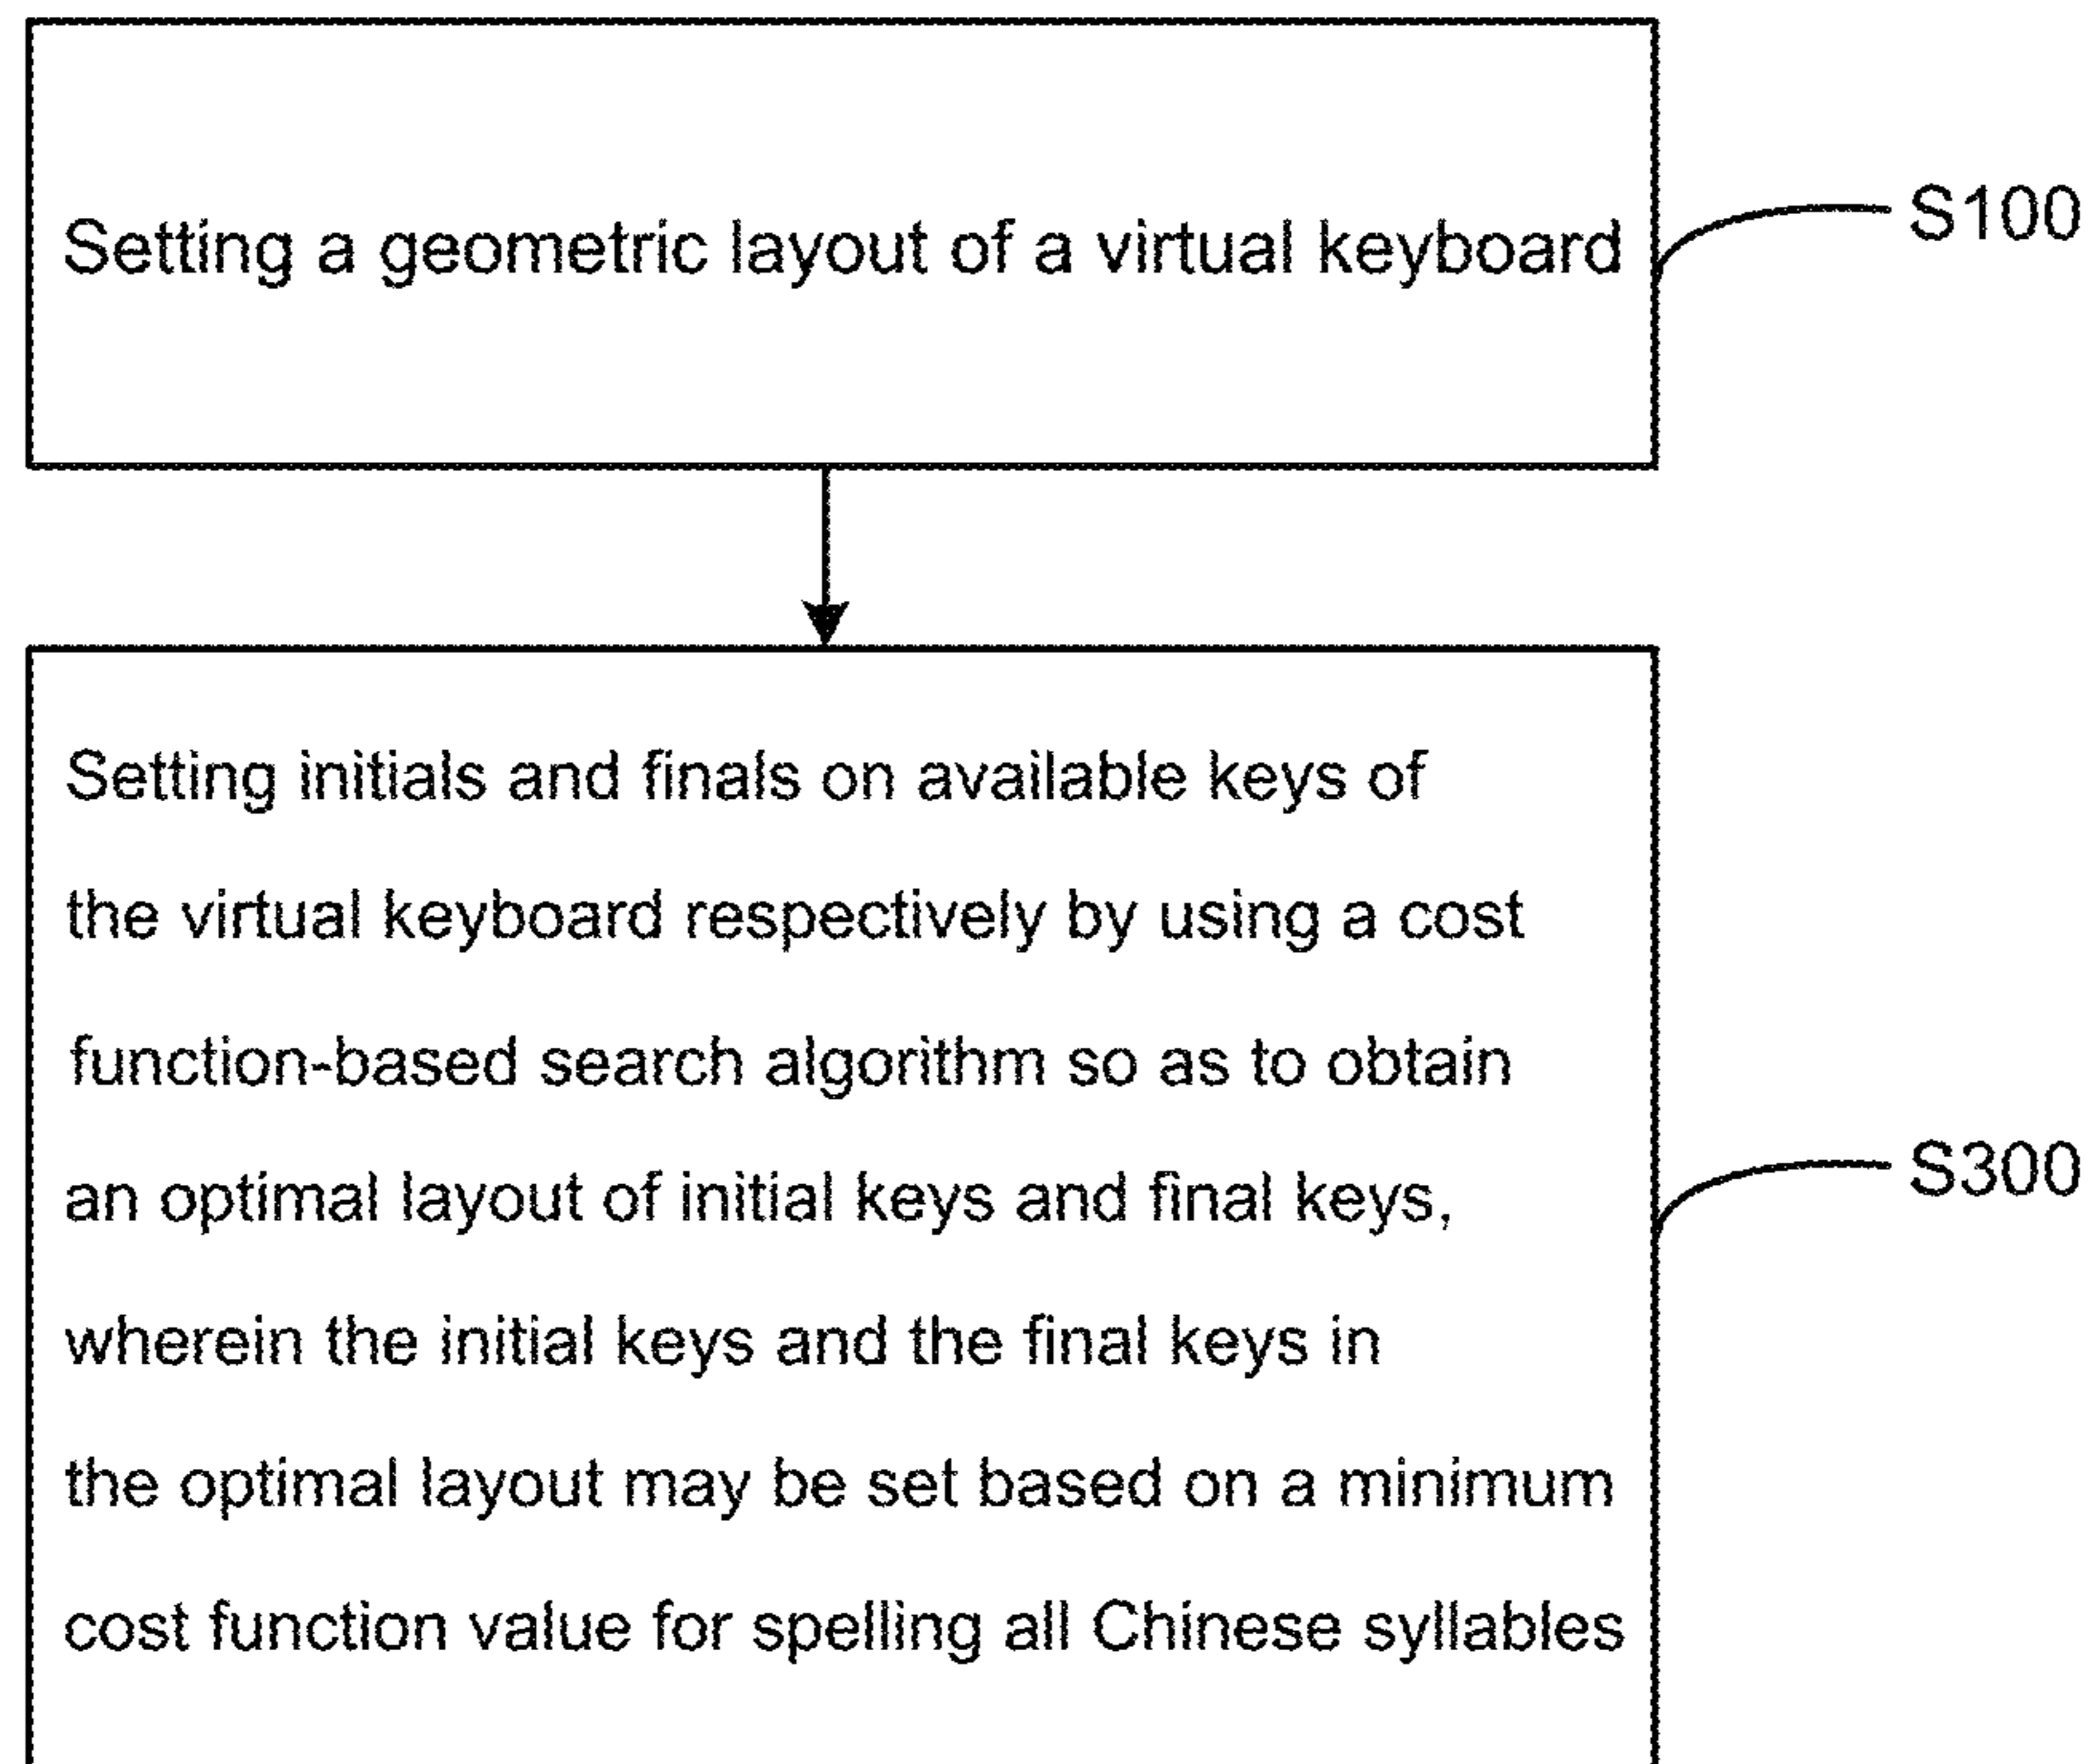 Setting a geometric layout of a virtual keyboard
S100
Setting initials and finals on available keys of
the virtual keyboard respectively by using a cost
function-based search algorithm so as to obtain
an optimal layout of initial keys and final keys,
wherein the initial keys and the final keys in
the optimal layout may be set based on a minimum
cost function value for spelling all Chinese syllables
S300